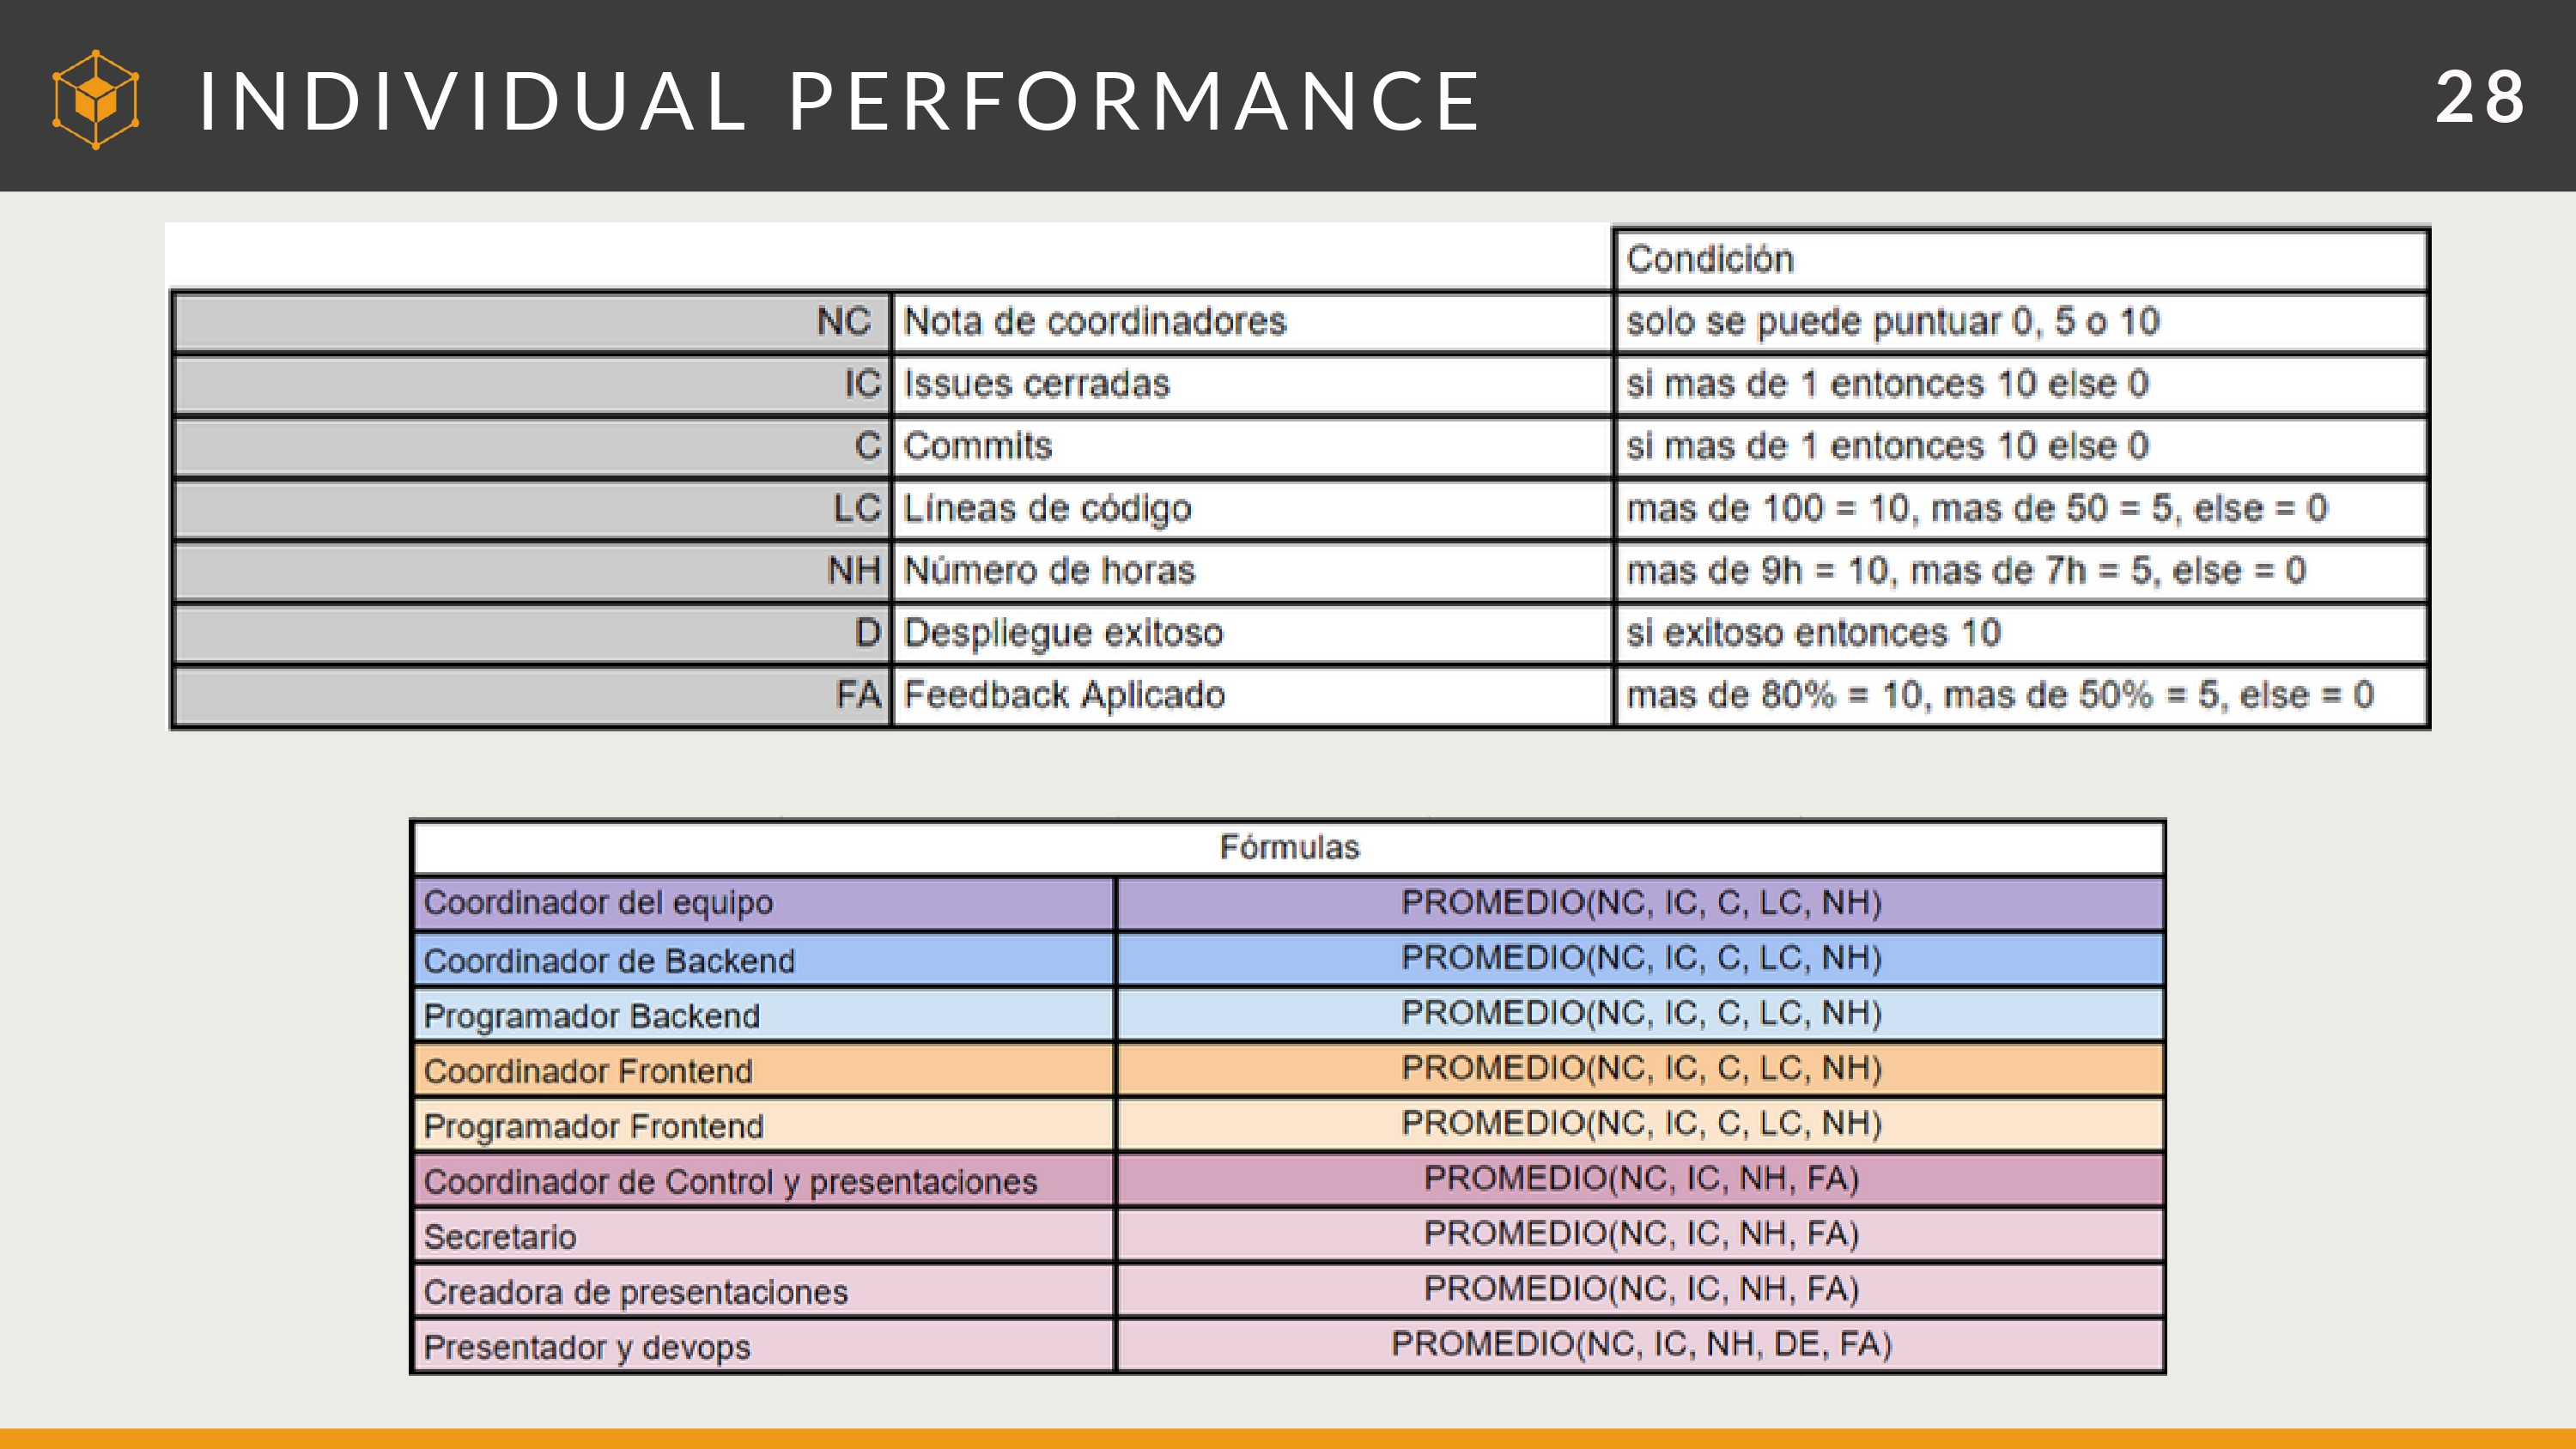 INDIVIDUAL PERFORMANCE
28
Condición
NC Nota de coordinadores solo se puede puntuar 0, 5 o 10
IC Issues cerradas si mas de 1 entonces 10 else 0
C Commits si mas de 1 entonces 10 else 0
LC Líneas de código mas de 100 = 10, mas de 50 = 5, else = 0
NH Número de horas mas de 9h = 10, mas de 7h = 5, else = 0
D Despliegue exitoso si exitoso entonces 10
FA Feedback Aplicado mas de 80% = 10, mas de 50% = 5, else = 0
Fórmulas
Coordinador del equipo PROMEDIO(NC, IC, C, LC, NH)
Coordinador de Backend PROMEDIO(NC, IC, C, LC, NH)
Programador Backend PROMEDIO(NC, IC, C, LC, NH)
Coordinador Frontend PROMEDIO(NC, IC, C, LC, NH)
Programador Frontend PROMEDIO(NC, IC, C, LC, NH)
Coordinador de Control y presentaciones PROMEDIO(NC, IC, NH, FA)
Secretario PROMEDIO(NC, IC, NH, FA)
Creadora de presentaciones PROMEDIO(NC, IC, NH, FA)
Presentador y devops PROMEDIO(NC, IC, NH, DE, FA)